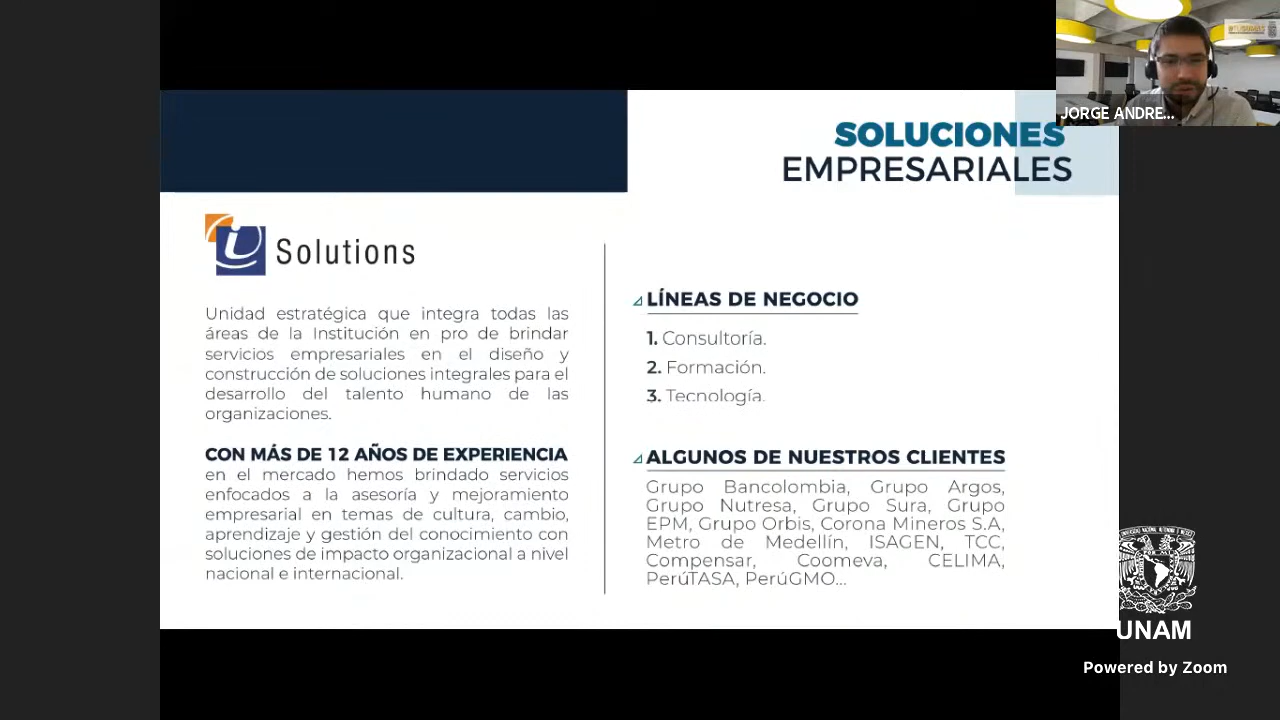 JORGE ANDRE...
SOLUCIONES
EMPRESARIALES
i Solutions
Unidad estratégica que integra todas las
áreas de la Institución en pro de brindar
servicios empresariales en el diseño y
construcción de soluciones integrales para el
desarrollo del talento humano de las
organizaciones.
CON MÁS DE 12 AÑOS DE EXPERIENCIA
en el mercado hemos brindado servicios
enfocados a la asesoría y mejoramiento
empresarial en temas de cultura, cambio,
aprendizaje y gestión del conocimiento con
soluciones de impacto organizacional a nivel
nacional e internacional.
LÍNEAS DE NEGOCIO
1. Consultoría.
2. Formación.
3. Tecnología.
ALGUNOS DE NUESTROS CLIENTES
Grupo Bancolombia, Grupo Argos,
Grupo Nutresa, Grupo Sura, Grupo
EPM, Grupo Orbis, Corona Mineros S.A,
Metro de Medellín, ISAGEN, TCC,
Compensar, Coomeva, CELIMA,
PerúTASA, PerúGMO...
UNAM
Powered by Zoom